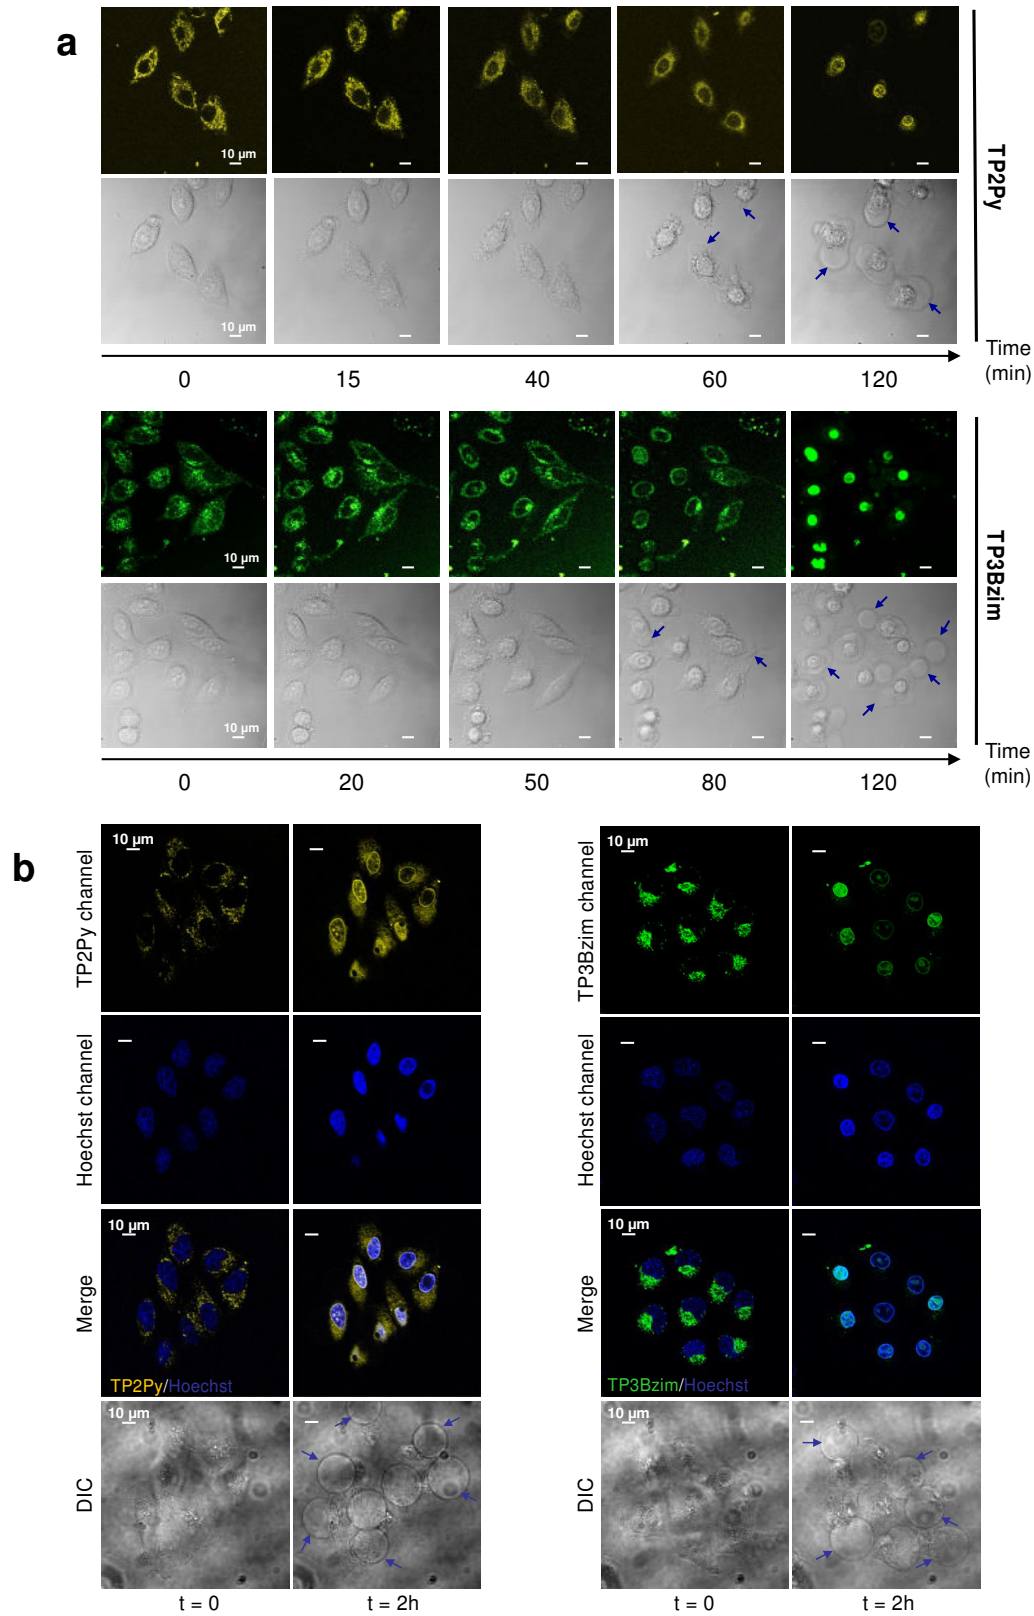 a
10 µm
10 µm
TP2Py
Time
(min)
0 15 40 60 120
10 µm
10 µm
TP3Bzim
Time
(min)
0 20 50 80 120
b
TP2Py channel
10 µm
TP3Bzim channel
10 µm
Hoechst channel
Hoechst channel
Merge
10 µm
TP2Py/Hoechst
Merge
10 µm
TP3Bzim/Hoechst
DIC
10 µm
DIC
10 µm
t = 0 t = 2h t = 0 t = 2h